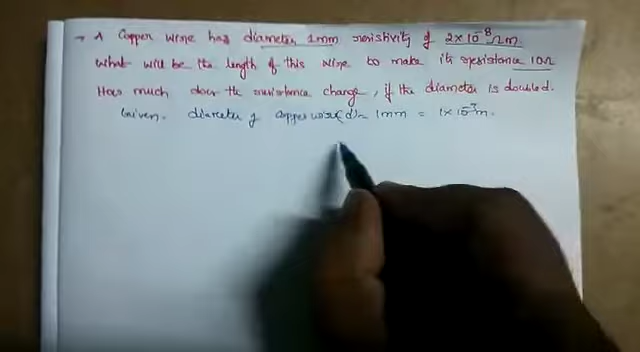 → A Copper wire has diameter 1mm resistivity of 2×10⁻⁸Ωm.
What will be the length of this wire to make its resistance 10Ω
How much does the resistance change, if the diameter is doubled.
Given. diameter of copper wire(d)= 1mm = 1×10⁻³m.